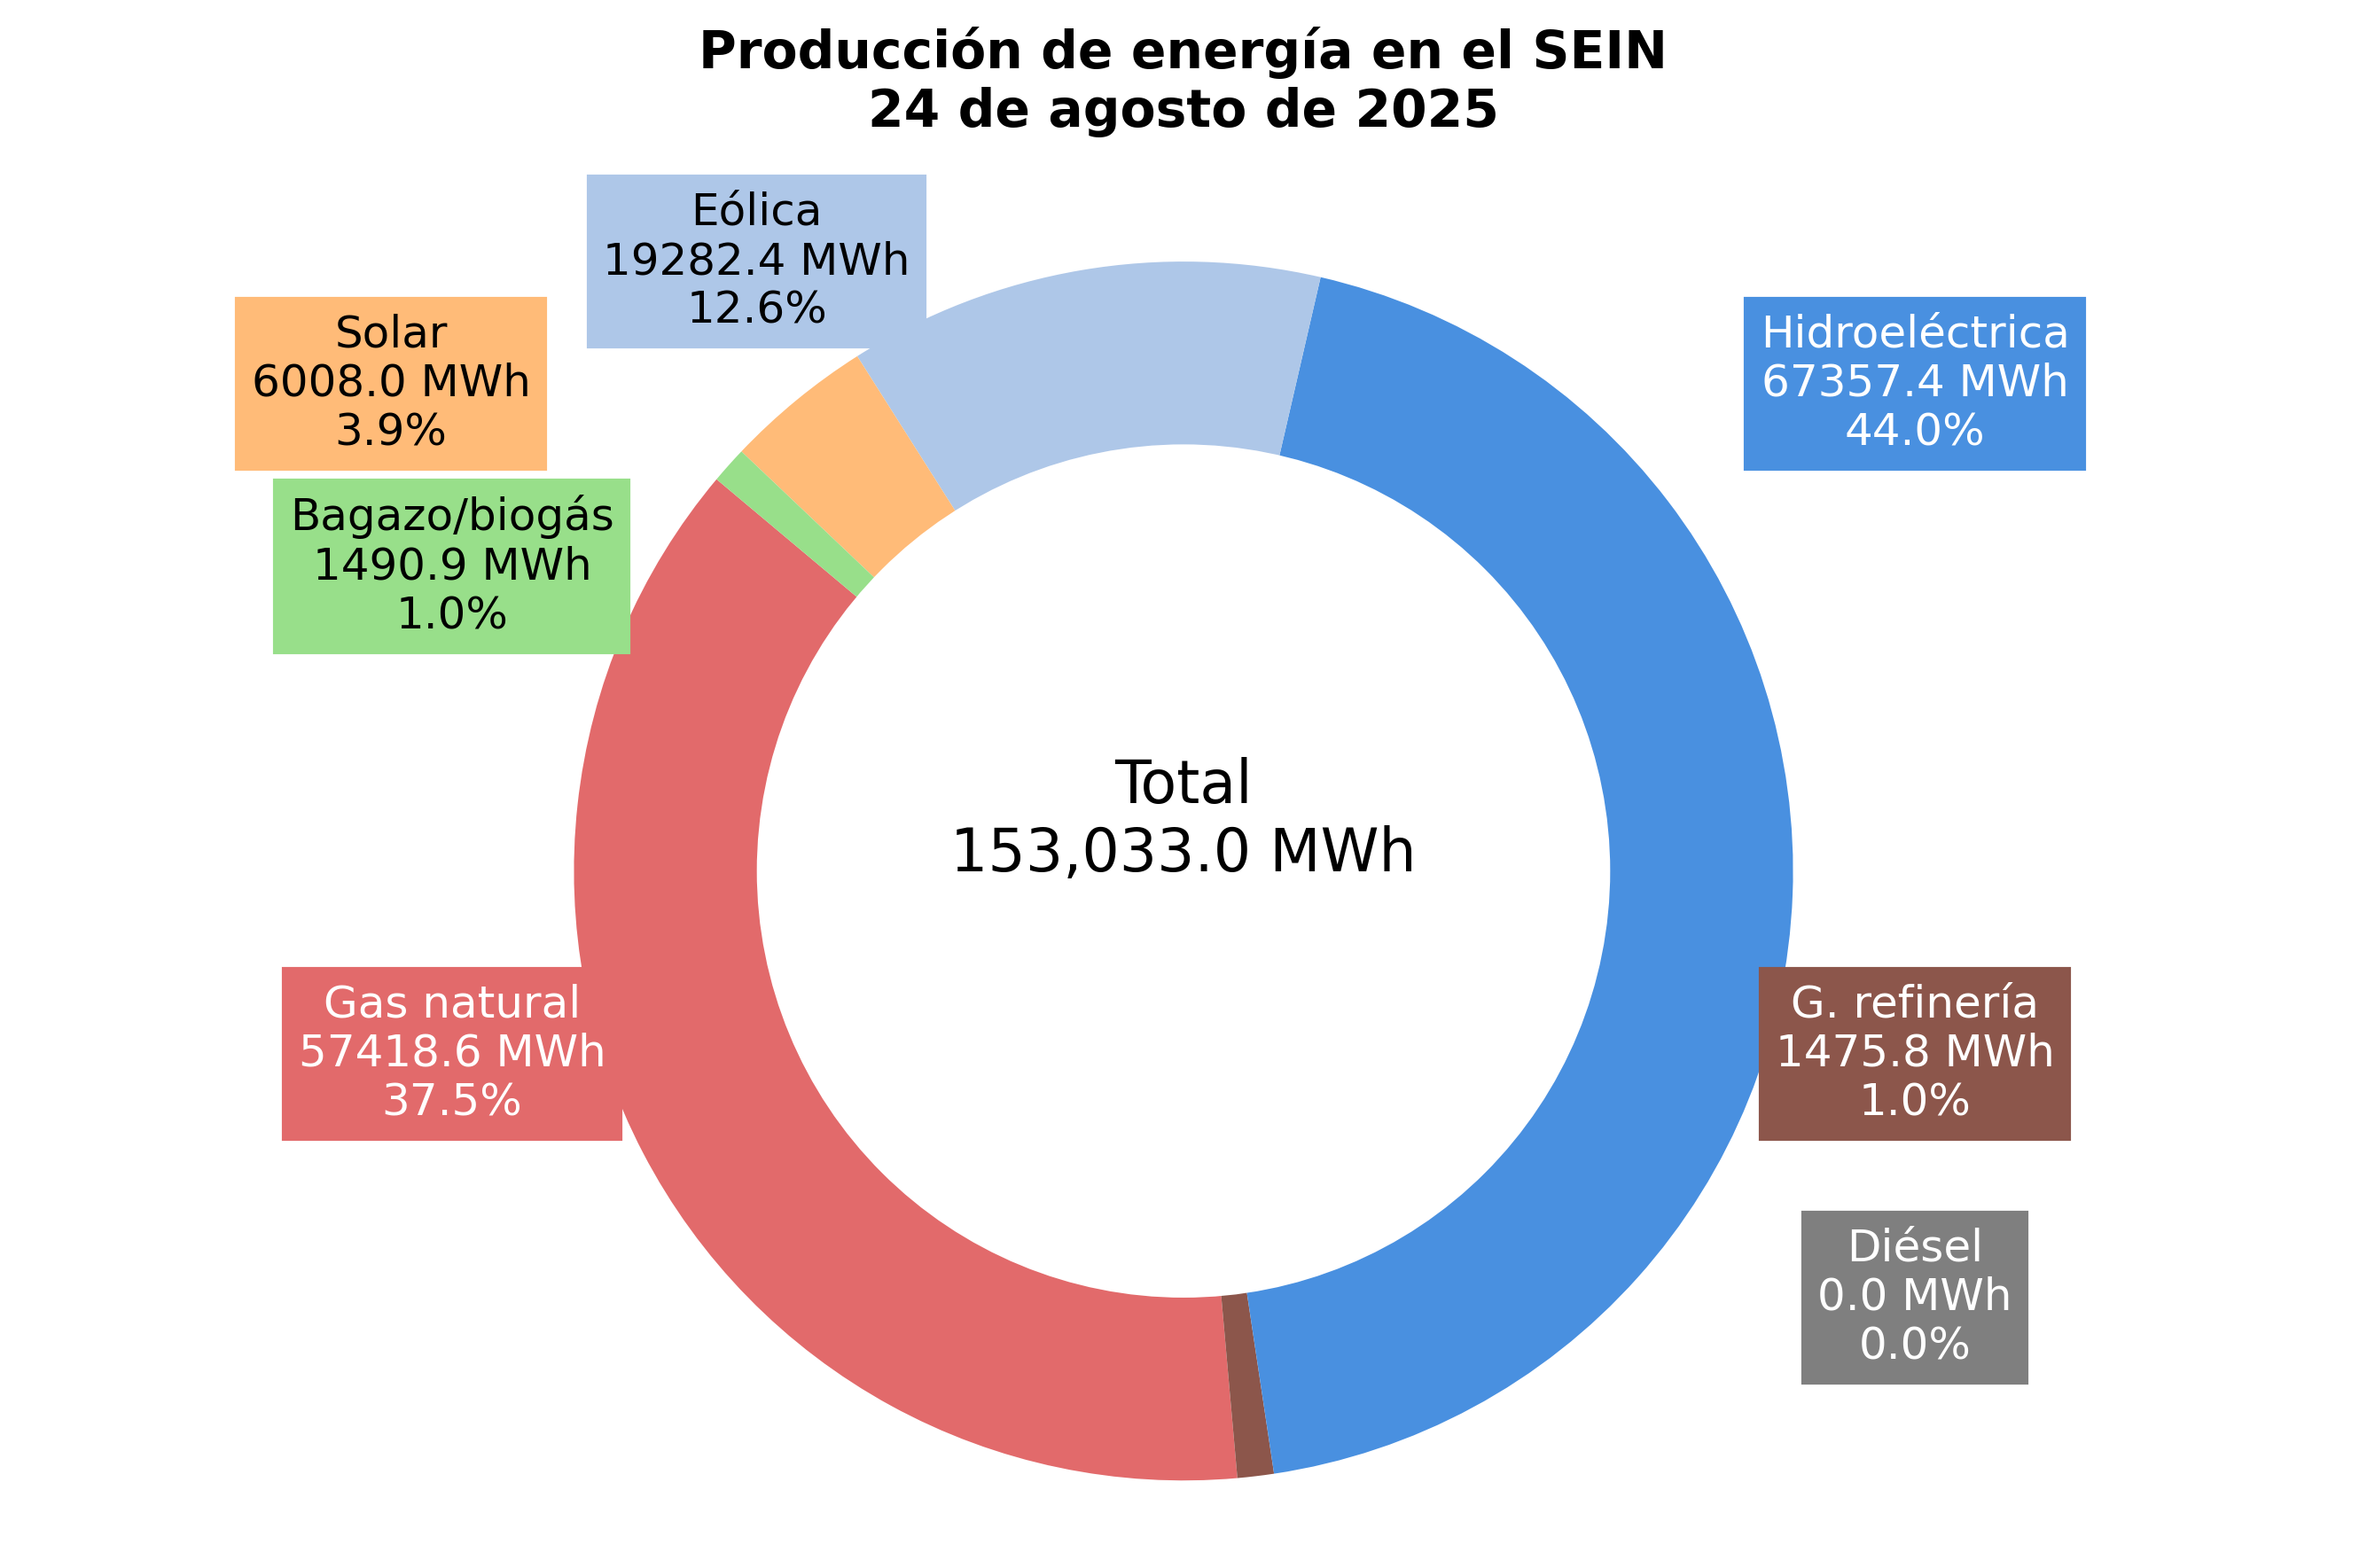 Producción de energía en el SEIN
24 de agosto de 2025
Eólica
19282.4 MWh
12.6%
Solar
6008.0 MWh
3.9%
Hidroeléctrica
67357.4 MWh
44.0%
Bagazo/biogás
1490.9 MWh
1.0%
Total
153,033.0 MWh
Gas natural
57418.6 MWh
37.5%
G. refinería
1475.8 MWh
1.0%
Diésel
0.0 MWh
0.0%